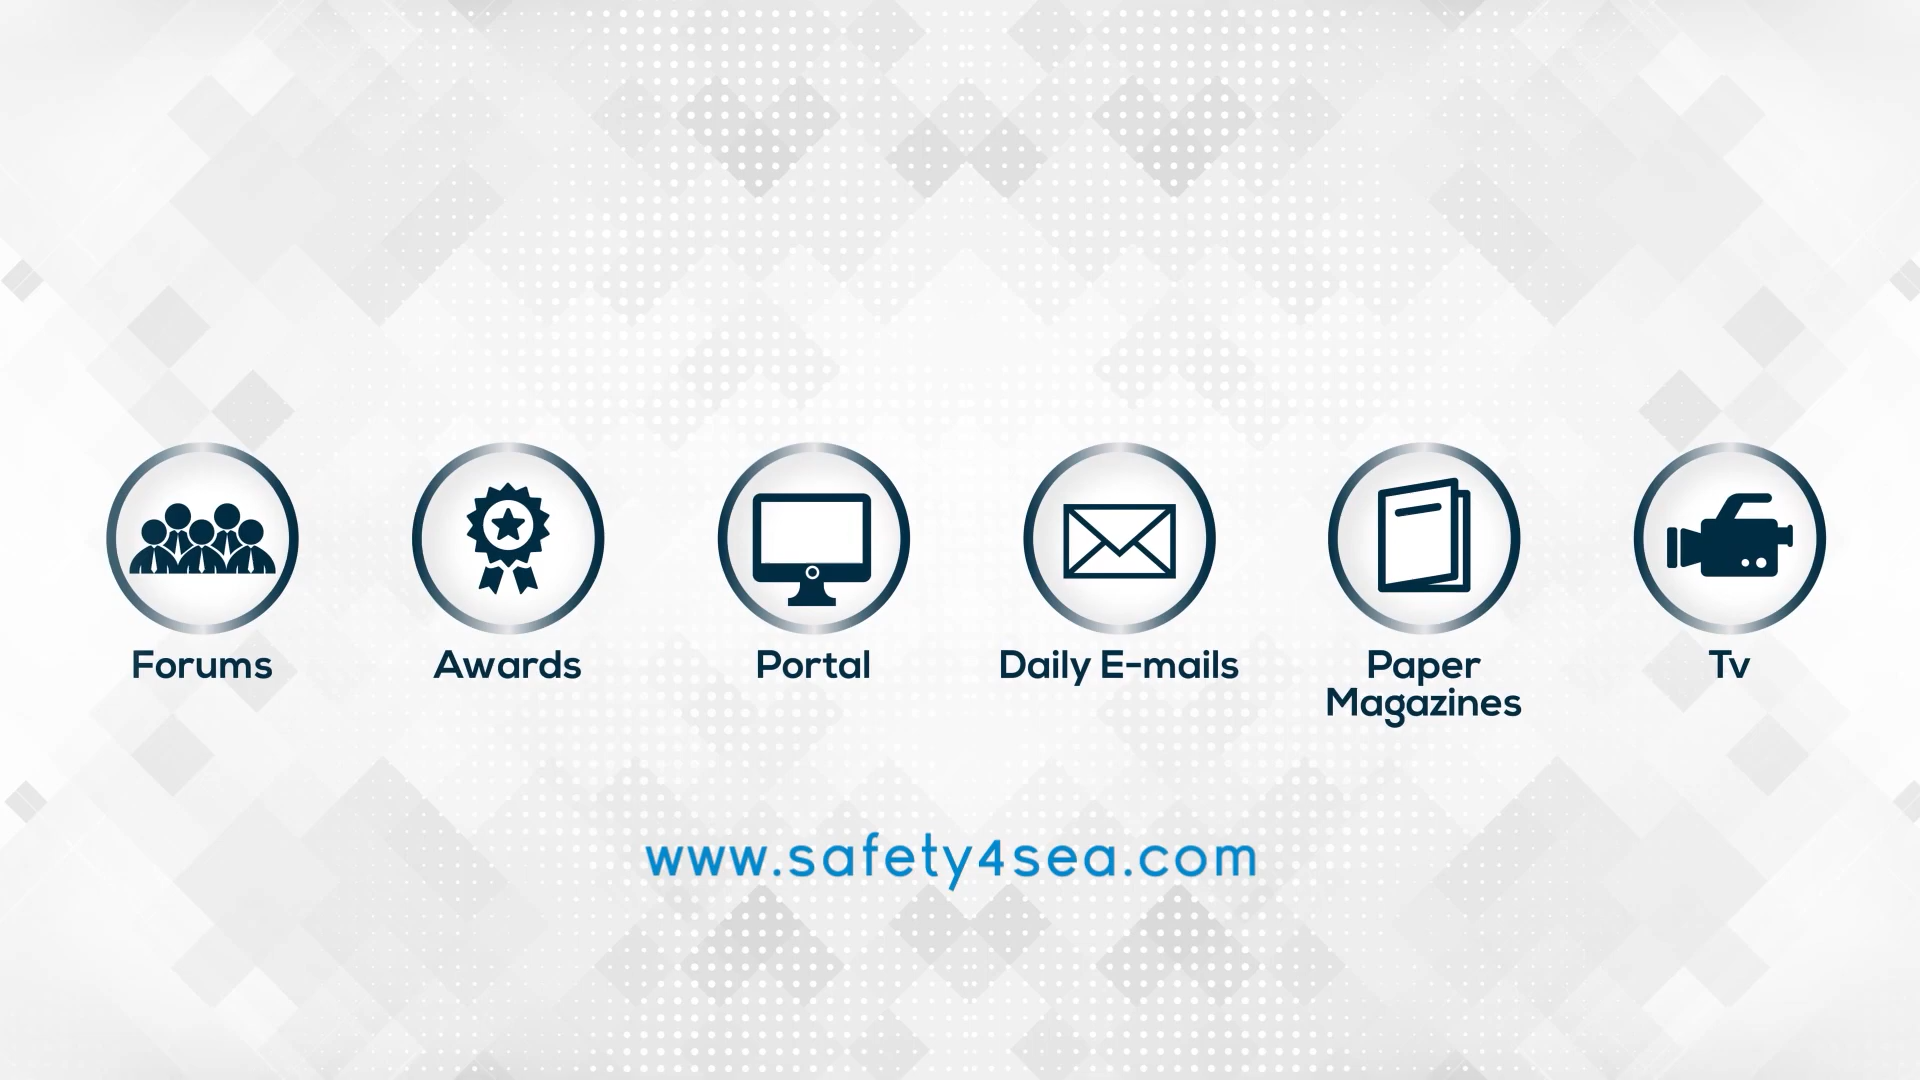 Forums
Awards
Portal
Daily E-mails
Paper
Magazines
Tv
www.safety4sea.com